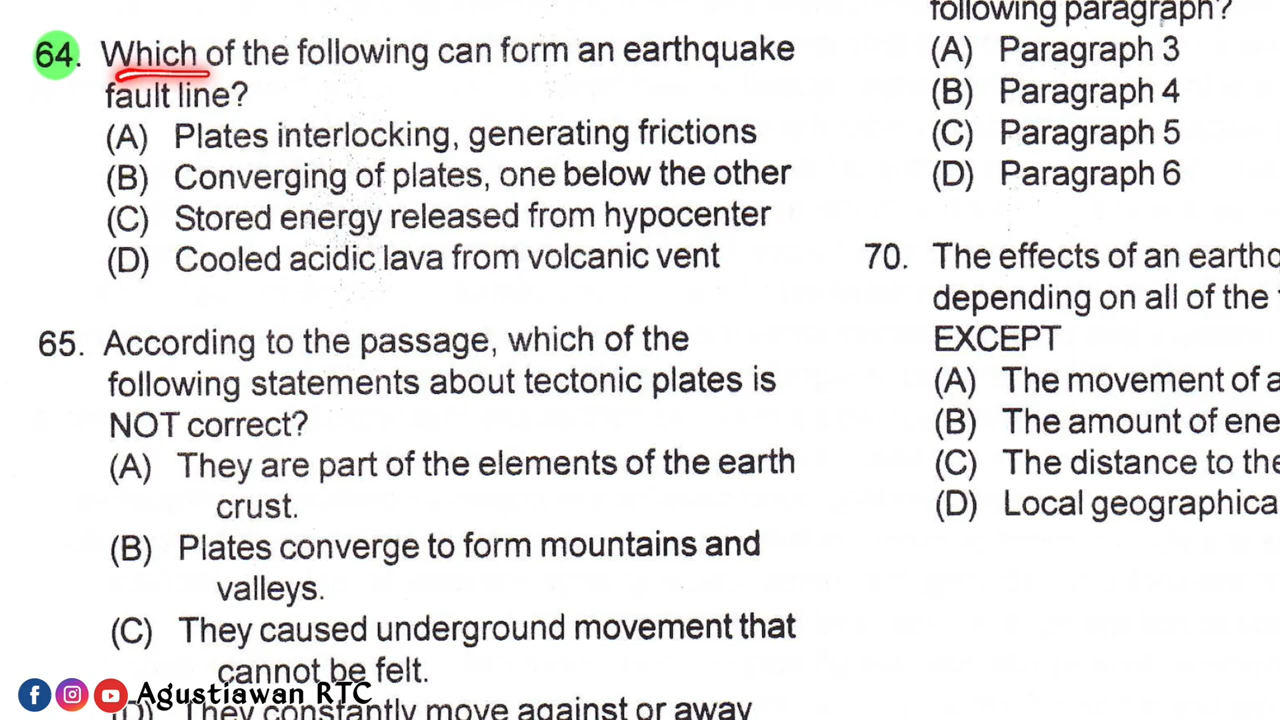 64. Which of the following can form an earthquake
fault line?
(A) Plates interlocking, generating frictions
(B) Converging of plates, one below the other
(C) Stored energy released from hypocenter
(D) Cooled acidic lava from volcanic vent
65. According to the passage, which of the
following statements about tectonic plates is
NOT correct?
(A) They are part of the elements of the earth
crust.
(B) Plates converge to form mountains and
valleys.
(C) They caused underground movement that
cannot be felt.
(D) They constantly move against or away
following paragraph?
(A) Paragraph 3
(B) Paragraph 4
(C) Paragraph 5
(D) Paragraph 6
70. The effects of an earthq
depending on all of the
EXCEPT
(A) The movement of a
(B) The amount of ene
(C) The distance to the
(D) Local geographica
Agustiawan RTC